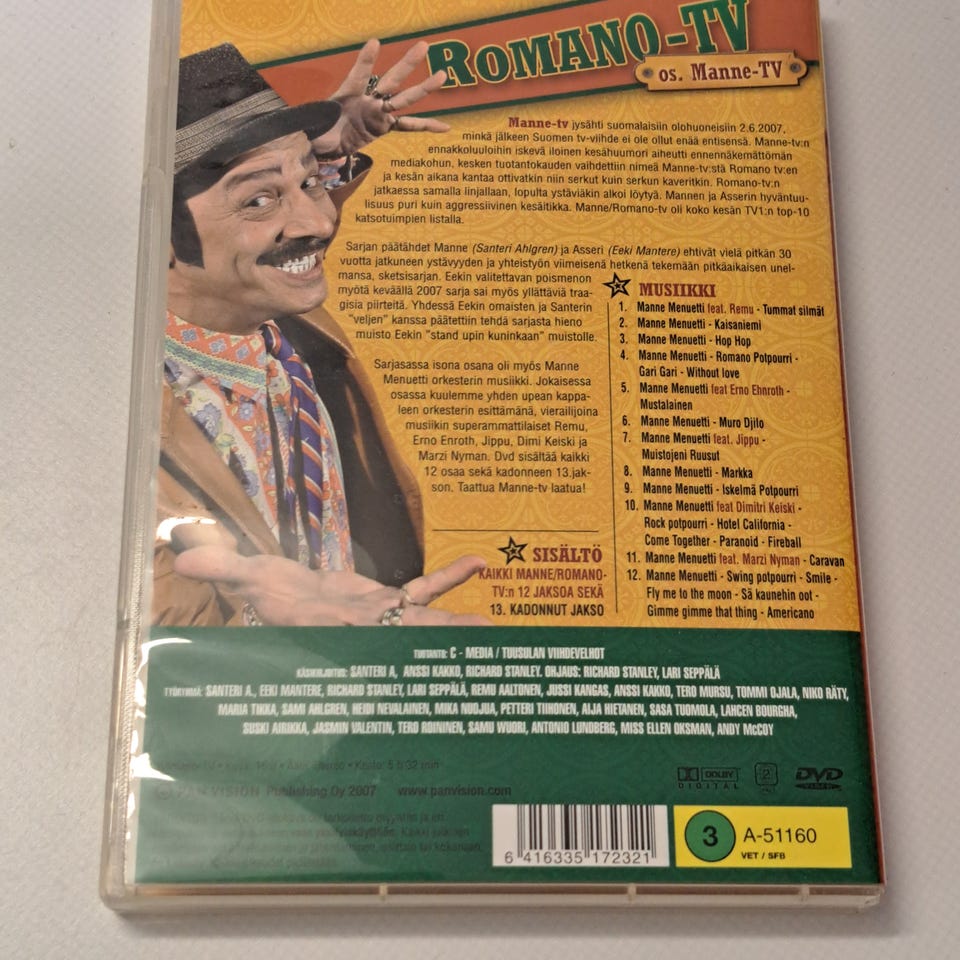 ROMANO-TV
os. Manne-TV
Manne-tv jysähti suomalaisiin olohuoneisiin 2.6.2007,
minkä jälkeen Suomen tv-viihde ei ole ollut enää entisensä. Manne-tv:n
ennakkoluuloihin iskevä iloinen kesähuumori aiheutti ennennäkemättömän
mediakohun, kesken tuotantokauden vaihdettiin nimeä Manne-tv:stä Romano tv:en
ja kesän aikana kantaa ottivatkin niin serkut kuin serkun kaveritkin. Romano-tv:n
jatkaessa samalla linjallaan, lopulta ystäviäkin alkoi löytyä. Mannen ja Asserin hyväntuu-
lisuus puri kuin aggressiivinen kesältikka. Manne/Romano-tv oli koko kesän TV1:n top-10
katsotuimpien listalla.
Sarjan päätähdet Manne (Santeri Ahlgren) ja Asseri (Eeki Mantere) ehtivät vielä pitkän 30
vuotta jatkuneen ystävyyden ja yhteistyön viimeisenä hetkenä tekemään pitkäaikaisen unel-
mansa, sketsisarjan. Eekin valitettavan poismenon
myötä keväällä 2007 sarja sai myös yllättäviä traa-
gisia piirteitä. Yhdessä Eekin omaisten ja Santerin
"veljen" kanssa päätettiin tehdä sarjasta hieno
muisto Eekin "stand upin kuninkaan" muistolle.
Sarjasassa isona osana oli myös Manne
Menuetti orkesterin musiikki. Jokaisessa
osassa kuulemme yhden upean kappa-
leen orkesterin esittämänä, vierailijoina
musiikin superammattilaiset Remu,
Erno Enroth, Jippu, Dimi Keiski ja
Marzi Nyman. Dvd sisältää kaikki
12 osaa sekä kadonneen 13.jak-
son. Taattua Manne-tv laatua!
SISÄLTÖ
KAIKKI MANNE/ROMANO-
TV:n 12 JAKSOA SEKÄ
13. KADONNUT JAKSO
MUSIIKKI
1. Manne Menuetti feat. Remu - Tummat silmät
2. Manne Menuetti - Kaisaniemi
3. Manne Menuetti - Hop Hop
4. Manne Menuetti - Romano Potpourri -
Gari Gari - Without love
5. Manne Menuetti feat Erno Ehnroth -
Mustalainen
6. Manne Menuetti - Muro Djilo
7. Manne Menuetti feat. Jippu -
Muistojeni Ruusut
8. Manne Menuetti - Markka
9. Manne Menuetti - Iskelmä Potpourri
10. Manne Menuetti feat Dimitri Keiski -
Rock potpourri - Hotel California -
Come Together - Paranoid - Fireball
11. Manne Menuetti feat. Marzi Nyman - Caravan
12. Manne Menuetti - Swing potpourri - Smile -
Fly me to the moon - Sä kaunehin oot -
Gimme gimme that thing - Americano
TUOTANTO: C - MEDIA / TUUSULAN VIIHDEVELHOT
KÄSIKIRJOITUS: SANTERI A, ANSSI KAKKO, RICHARD STANLEY. OHJAUS: RICHARD STANLEY, LARI SEPPÄLÄ
TYÖRYHMÄ: SANTERI A., EEKI MANTERE, RICHARD STANLEY, LARI SEPPÄLÄ, REMU AALTONEN, JUSSI KANGAS, ANSSI KAKKO, TERO MURSU, TOMMI OJALA, NIKO RÄTY,
MARIA TIKKA, SAMI AHLGREN, HEIDI NEVALAINEN, MIKA NUOJUA, PETTERI TIIHONEN, AIJA HIETANEN, SASA TUOMOLA, LAHCEN BOURGHA,
SUSKI AIRIKKA, JASMIN VALENTIN, TERO ROININEN, SAMU WUORI, ANTONIO LUNDBERG, MISS ELLEN OKSMAN, ANDY McCOY
16:9 • Ääni: Stereo • Kesto: 5 h 32 min
© PAN VISION Publishing Oy 2007 www.panvision.com
DOLBY
DIGITAL
2
DVD
VIDEO
6 416335 172321
3
A-51160
VET / SFB